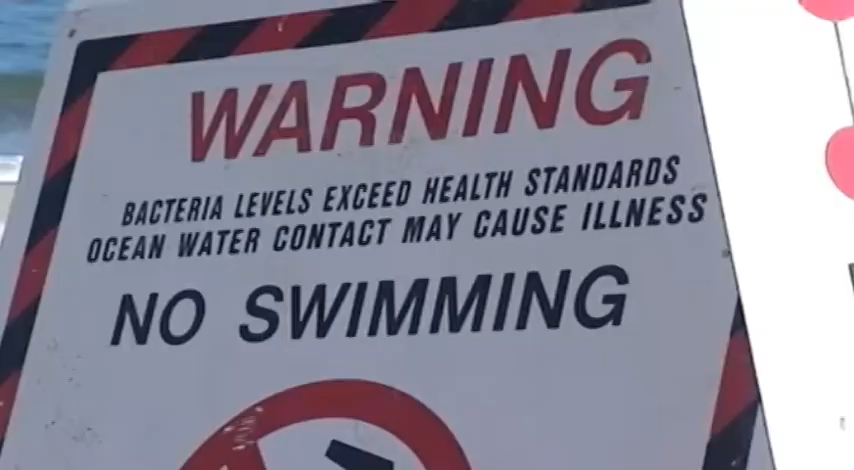 WARNING
BACTERIA LEVELS EXCEED HEALTH STANDARDS
OCEAN WATER CONTACT MAY CAUSE ILLNESS
NO SWIMMING